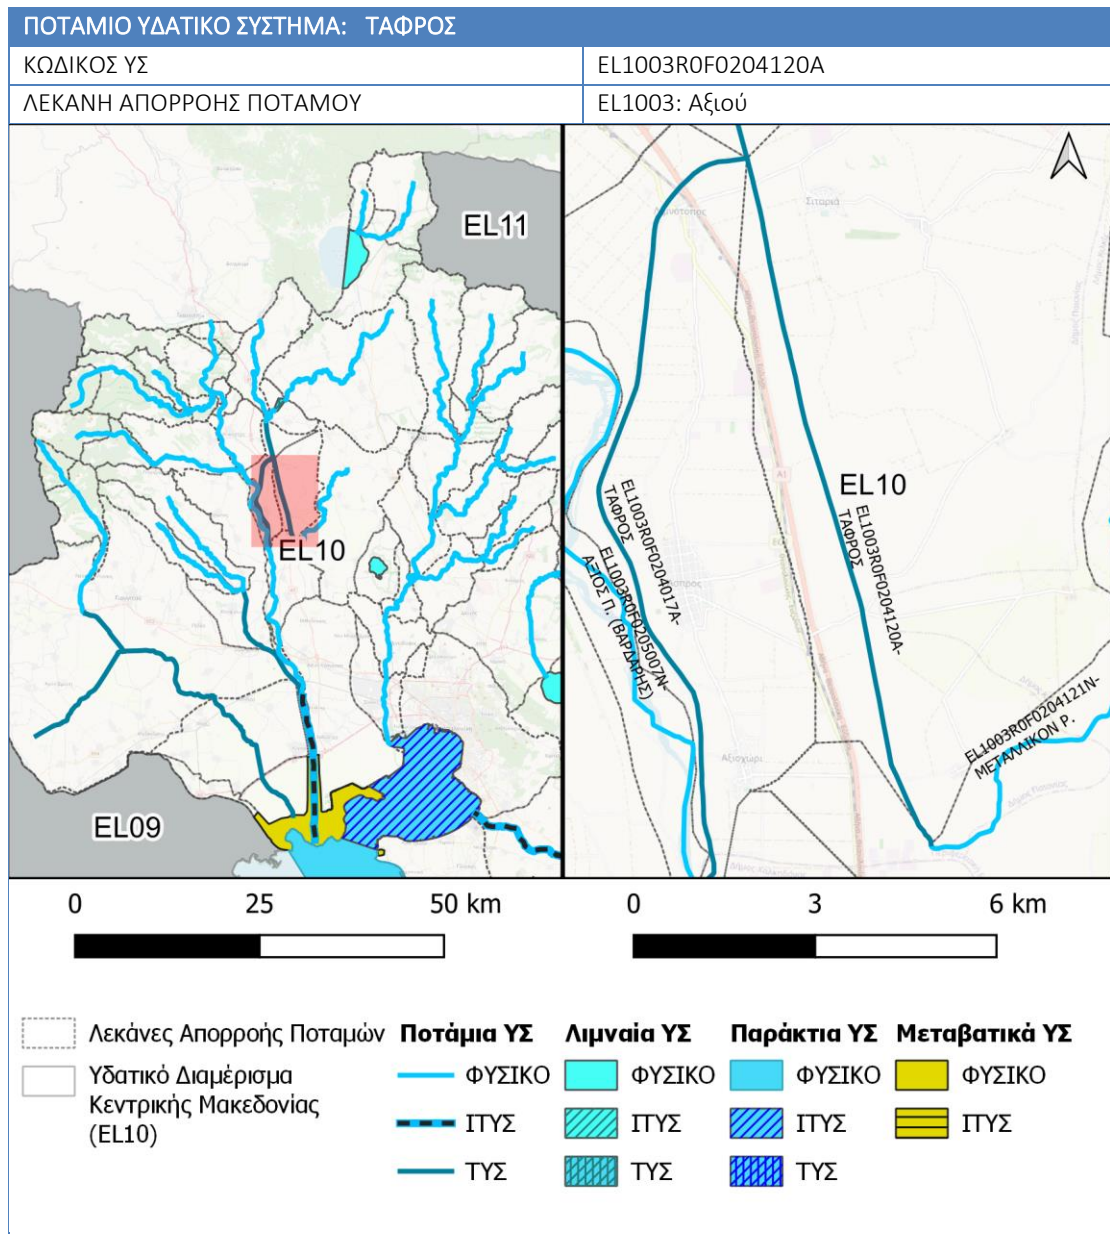 ΠΟΤΑΜΙΟ ΥΔΑΤΙΚΟ ΣΥΣΤΗΜΑ: ΤΑΦΡΟΣ
ΚΩΔΙΚΟΣ ΥΣ EL1003R0F0204120A
ΛΕΚΑΝΗ ΑΠΟΡΡΟΗΣ ΠΟΤΑΜΟΥ EL1003: Αξιού
EL11
EL10
EL09
Σιταριά
A1
EL10
EL1003R0F0204017A-
ΤΑΦΡΟΣ
EL1003R0F0205007N-
ΑΞΙΟΣ Π. (ΒΑΡΔΑΡΗΣ)
EL1003R0F0204120A-
ΤΑΦΡΟΣ
EL1003R0F0204121N-
ΜΕΤΑΛΛΙΚΟΝ Ρ.
Αξιοχώρι
0 25 50 km
0 3 6 km
Λεκάνες Απορροής Ποταμών
Υδατικό Διαμέρισμα
Κεντρικής Μακεδονίας
(EL10)
Ποτάμια ΥΣ
ΦΥΣΙΚΟ
ΙΤΥΣ
ΤΥΣ
Λιμναία ΥΣ
ΦΥΣΙΚΟ
ΙΤΥΣ
ΤΥΣ
Παράκτια ΥΣ
ΦΥΣΙΚΟ
ΙΤΥΣ
ΤΥΣ
Μεταβατικά ΥΣ
ΦΥΣΙΚΟ
ΙΤΥΣ